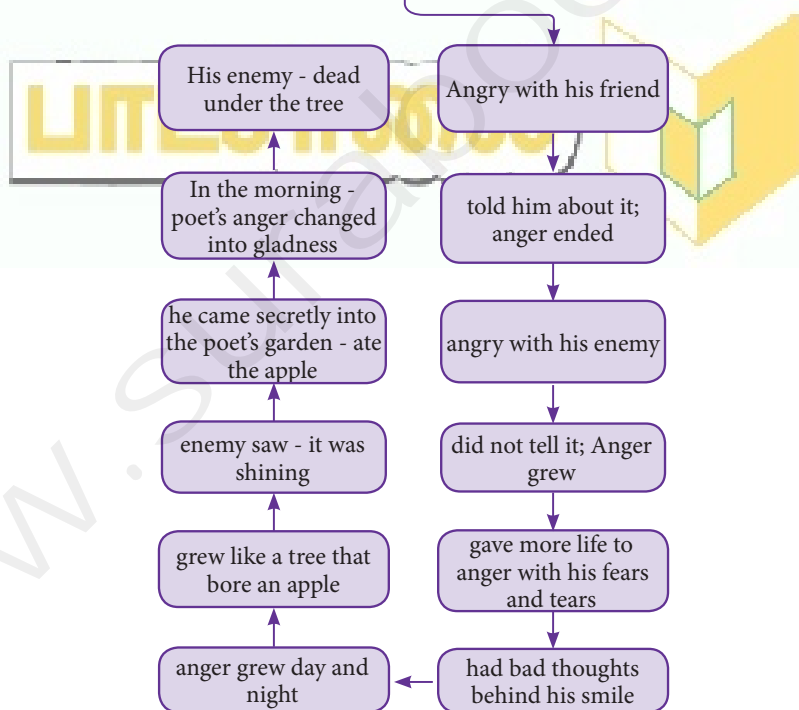 Angry with his friend
told him about it;
anger ended
angry with his enemy
did not tell it; Anger
grew
gave more life to
anger with his fears
and tears
had bad thoughts
behind his smile
anger grew day and
night
grew like a tree that
bore an apple
enemy saw - it was
shining
he came secretly into
the poet's garden - ate
the apple
In the morning -
poet's anger changed
into gladness
His enemy - dead
under the tree